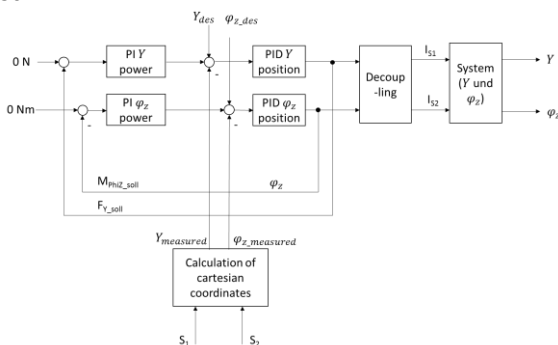 Y_des
φ_z_des
0 N
PI Y
power
-
PID Y
position
Decoup
-ling
I_S1
System
(Y und
φ_z)
Y
0 Nm
-
PI φ_z
power
-
PID φ_z
position
I_S2
φ_z
M_PhiZ_soll
φ_z
F_Y_soll
Y_measured
φ_z_measured
Calculation of
cartesian
coordinates
S_1
S_2